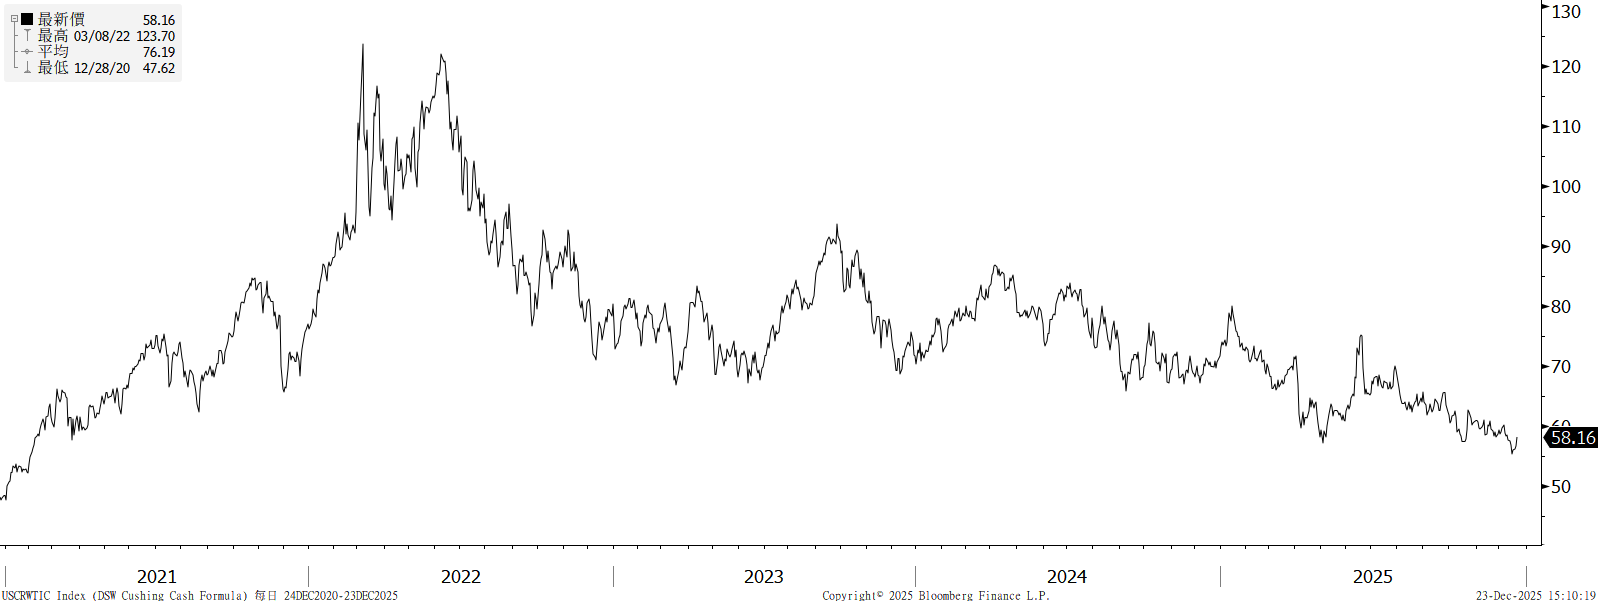 最新價 58.16
最高 03/08/22 123.70
平均 76.19
最低 12/28/20 47.62
130
120
110
100
90
80
70
60
58.16
50
2021 2022 2023 2024 2025
USCRWTIC Index (DSW Cushing Cash Formula) 每日 24DEC2020-23DEC2025 Copyright© 2025 Bloomberg Finance L.P. 23-Dec-2025 15:10:19